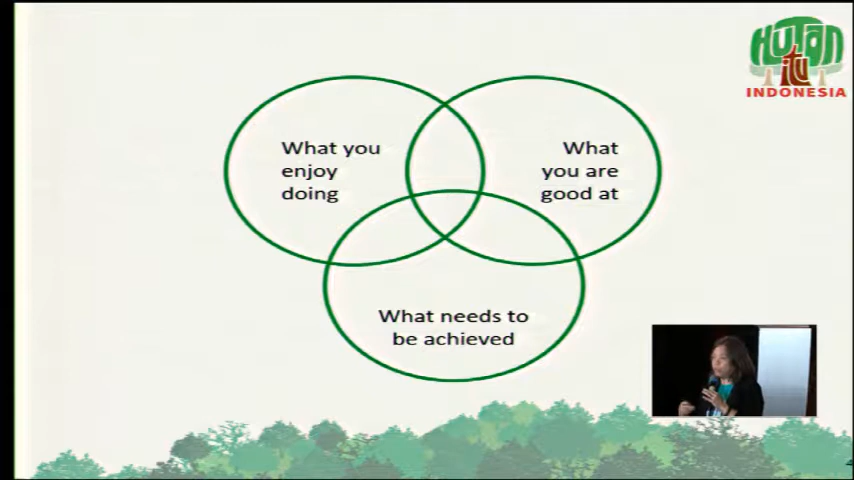 HUTAN
itu
INDONESIA
What you
enjoy
doing
What
you are
good at
What needs to
be achieved